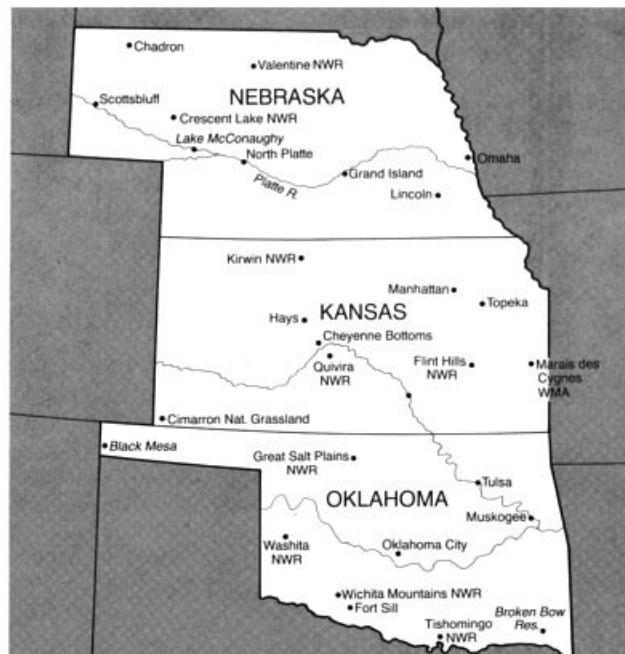 Chadron
Valentine NWR
NEBRASKA
Scottsbluff
Crescent Lake NWR
Lake McConaughy
North Platte
Omaha
Platte R.
Grand Island
Lincoln
Kirwin NWR
Manhattan
Topeka
KANSAS
Hays
Cheyenne Bottoms
Quivira
NWR
Flint Hills
NWR
Marais des
Cygnes
WMA
Cimarron Nat. Grassland
Black Mesa
Great Salt Plains
NWR
Tulsa
OKLAHOMA
Muskogee
Washita
NWR
Oklahoma City
Wichita Mountains NWR
Fort Sill
Broken Bow
Res.
Tishomingo
NWR